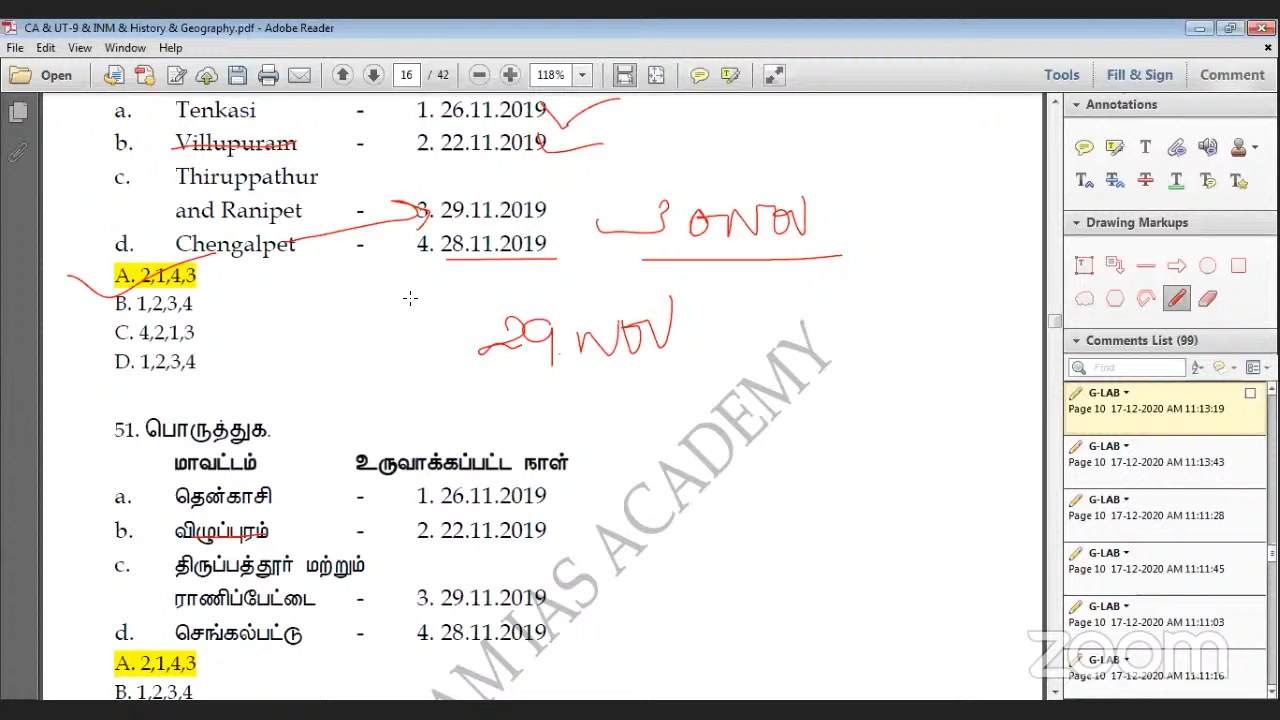 CA & UT-9 & INM & History & Geography.pdf - Adobe Reader
File Edit View Window Help
Open 16 / 42 118% Tools Fill & Sign Comment
a. Tenkasi - 1. 26.11.2019
b. Villupuram - 2. 22.11.2019
c. Thiruppathur
and Ranipet - 3. 29.11.2019
30 NOV
d. Chengalpet - 4. 28.11.2019
A. 2,1,4,3
B. 1,2,3,4
29 NOV
C. 4,2,1,3
D. 1,2,3,4
51. பொருத்துக.
மாவட்டம் உருவாக்கப்பட்ட நாள்
a. தென்காசி - 1. 26.11.2019
b. விழுப்புரம் - 2. 22.11.2019
c. திருப்பத்தூர் மற்றும்
ராணிப்பேட்டை - 3. 29.11.2019
d. செங்கல்பட்டு - 4. 28.11.2019
A. 2,1,4,3
B. 1,2,3,4
AM IAS ACADEMY
Annotations
T
Drawing Markups
Comments List (99)
Find
G-LAB
Page 10 17-12-2020 AM 11:13:19
G-LAB
Page 10 17-12-2020 AM 11:13:43
G-LAB
Page 10 17-12-2020 AM 11:11:28
G-LAB
Page 10 17-12-2020 AM 11:11:45
G-LAB
Page 10 17-12-2020 AM 11:11:03
G-LAB
Page 10 17-12-2020 AM 11:11:16
zoom